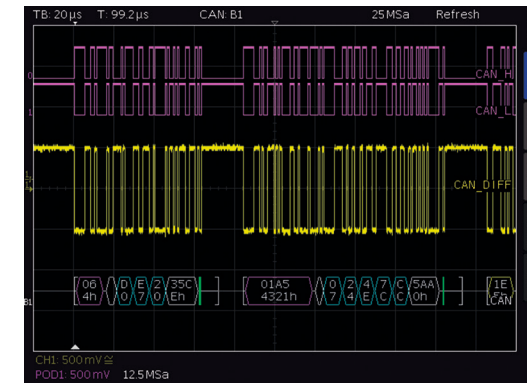 TB: 20µs T: 99.2µs CAN: B1 25MSa Refresh
0
CAN_H
1
CAN_L
CAN_DIFF
06 D E 2 35C 01A5 0 2 4 7 C 5AA 1E
4h 0 7 0 Eh 4321h 7 4 E C C 0h
B1 CAN
CH1: 500mV≅
POD1: 500mV 12.5MSa